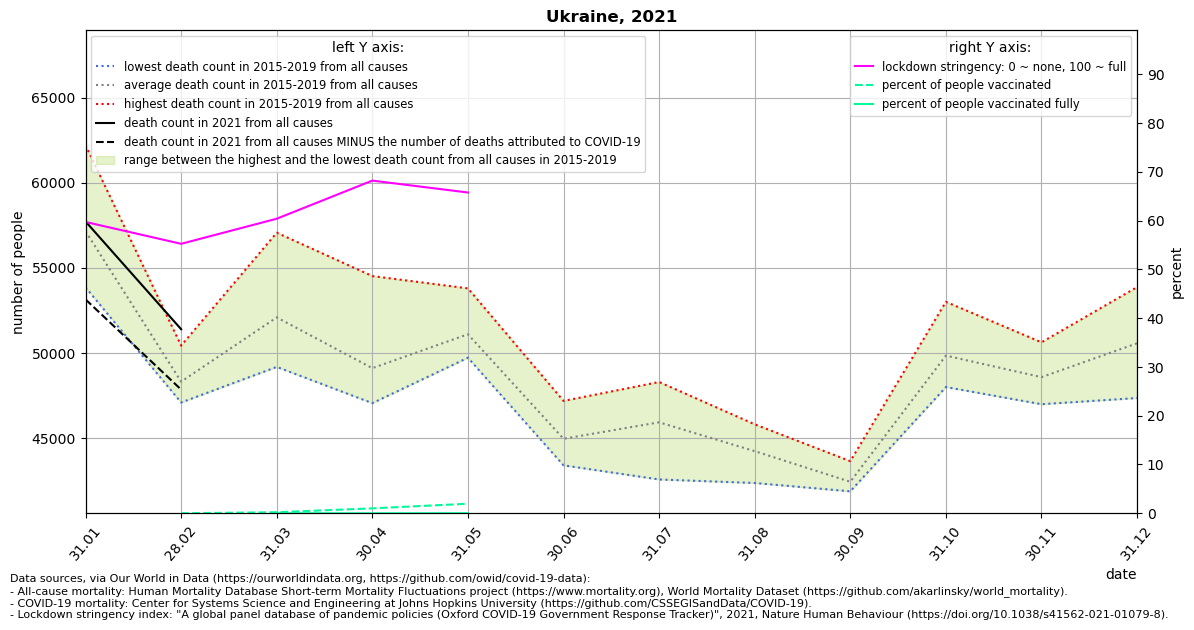 Ukraine, 2021
left Y axis:
lowest death count in 2015-2019 from all causes
average death count in 2015-2019 from all causes
highest death count in 2015-2019 from all causes
death count in 2021 from all causes
death count in 2021 from all causes MINUS the number of deaths attributed to COVID-19
range between the highest and the lowest death count from all causes in 2015-2019
right Y axis:
lockdown stringency: 0 ~ none, 100 ~ full
percent of people vaccinated
percent of people vaccinated fully
number of people
65000
60000
55000
50000
45000
percent
90
80
70
60
50
40
30
20
10
0
31.01
28.02
31.03
30.04
31.05
30.06
31.07
31.08
30.09
31.10
30.11
31.12
date
Data sources, via Our World in Data (https://ourworldindata.org, https://github.com/owid/covid-19-data):
- All-cause mortality: Human Mortality Database Short-term Mortality Fluctuations project (https://www.mortality.org), World Mortality Dataset (https://github.com/akarlinsky/world_mortality).
- COVID-19 mortality: Center for Systems Science and Engineering at Johns Hopkins University (https://github.com/CSSEGISandData/COVID-19).
- Lockdown stringency index: "A global panel database of pandemic policies (Oxford COVID-19 Government Response Tracker)", 2021, Nature Human Behaviour (https://doi.org/10.1038/s41562-021-01079-8).